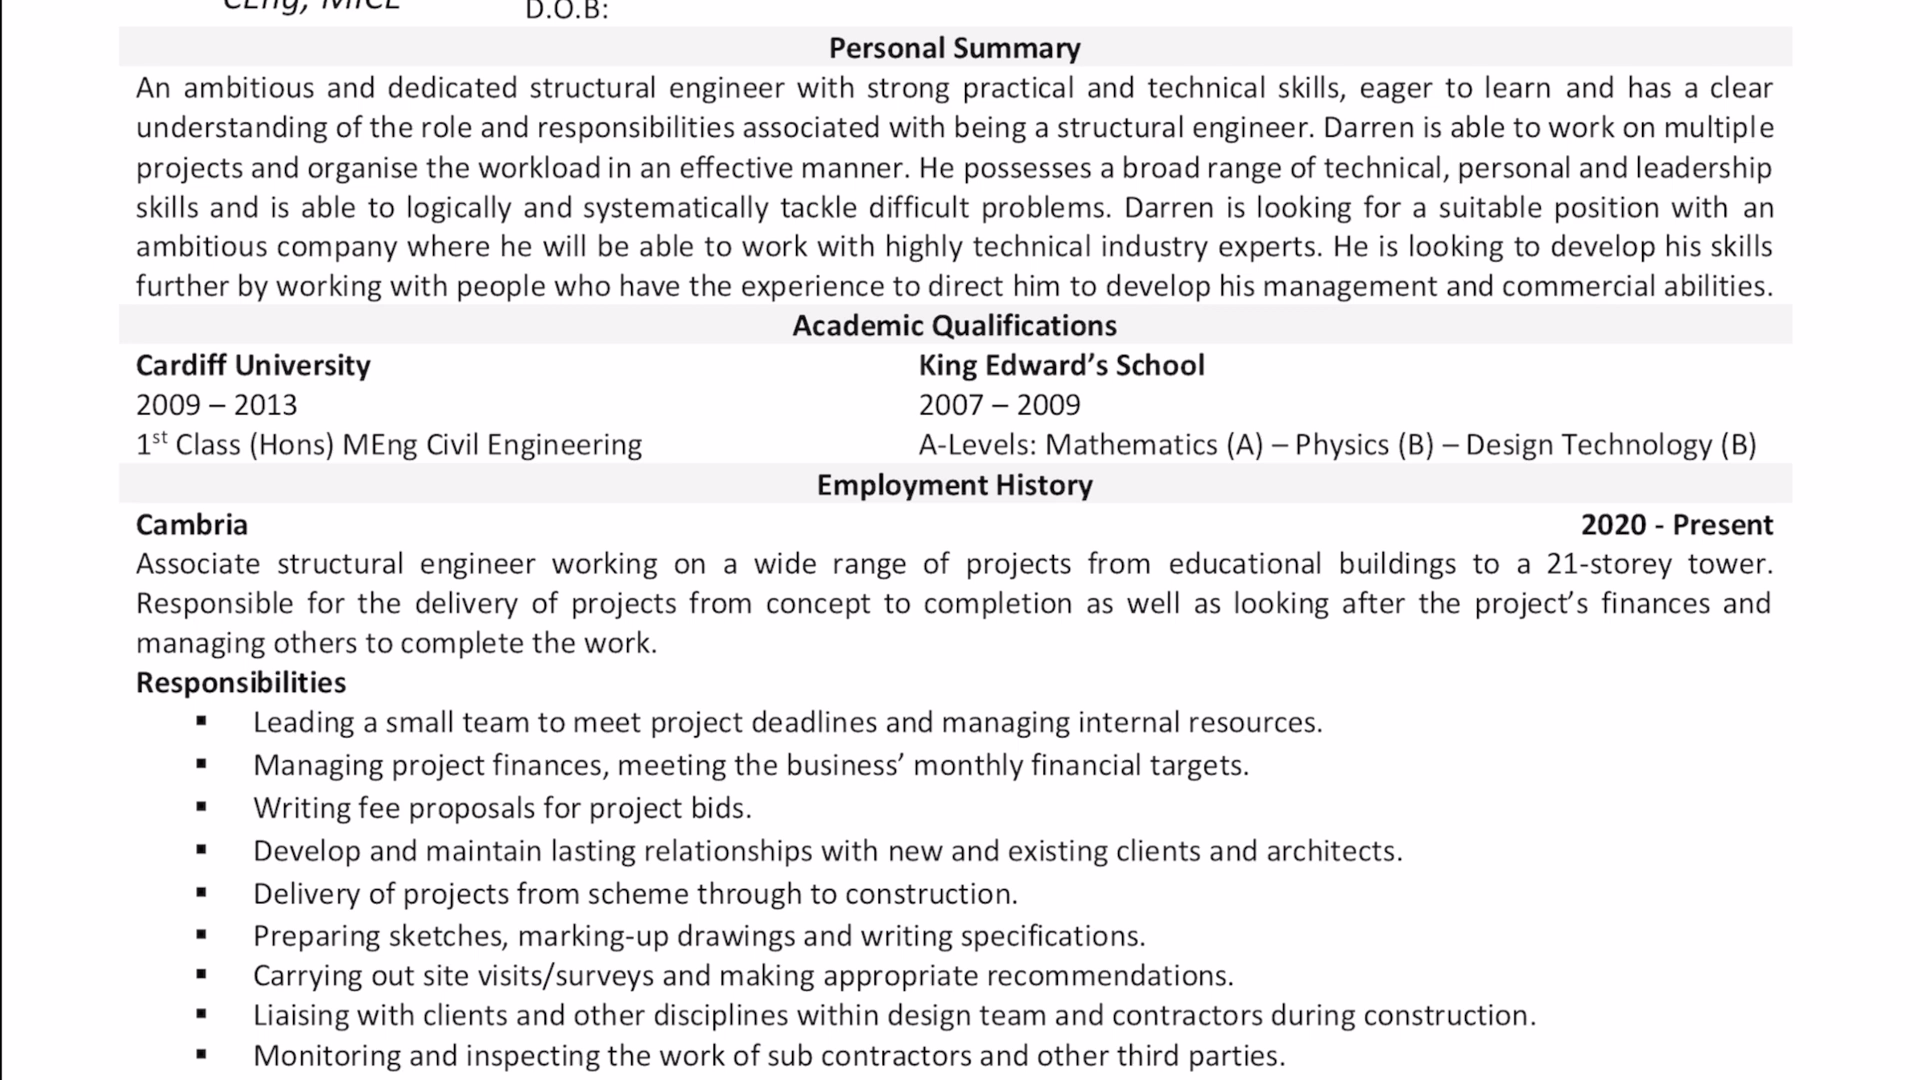 CEng, MICE D.O.B:
Personal Summary
An ambitious and dedicated structural engineer with strong practical and technical skills, eager to learn and has a clear
understanding of the role and responsibilities associated with being a structural engineer. Darren is able to work on multiple
projects and organise the workload in an effective manner. He possesses a broad range of technical, personal and leadership
skills and is able to logically and systematically tackle difficult problems. Darren is looking for a suitable position with an
ambitious company where he will be able to work with highly technical industry experts. He is looking to develop his skills
further by working with people who have the experience to direct him to develop his management and commercial abilities.
Academic Qualifications
Cardiff University King Edward’s School
2009 – 2013 2007 – 2009
1st Class (Hons) MEng Civil Engineering A-Levels: Mathematics (A) – Physics (B) – Design Technology (B)
Employment History
Cambria 2020 - Present
Associate structural engineer working on a wide range of projects from educational buildings to a 21-storey tower.
Responsible for the delivery of projects from concept to completion as well as looking after the project’s finances and
managing others to complete the work.
Responsibilities
▪ Leading a small team to meet project deadlines and managing internal resources.
▪ Managing project finances, meeting the business’ monthly financial targets.
▪ Writing fee proposals for project bids.
▪ Develop and maintain lasting relationships with new and existing clients and architects.
▪ Delivery of projects from scheme through to construction.
▪ Preparing sketches, marking-up drawings and writing specifications.
▪ Carrying out site visits/surveys and making appropriate recommendations.
▪ Liaising with clients and other disciplines within design team and contractors during construction.
▪ Monitoring and inspecting the work of sub contractors and other third parties.